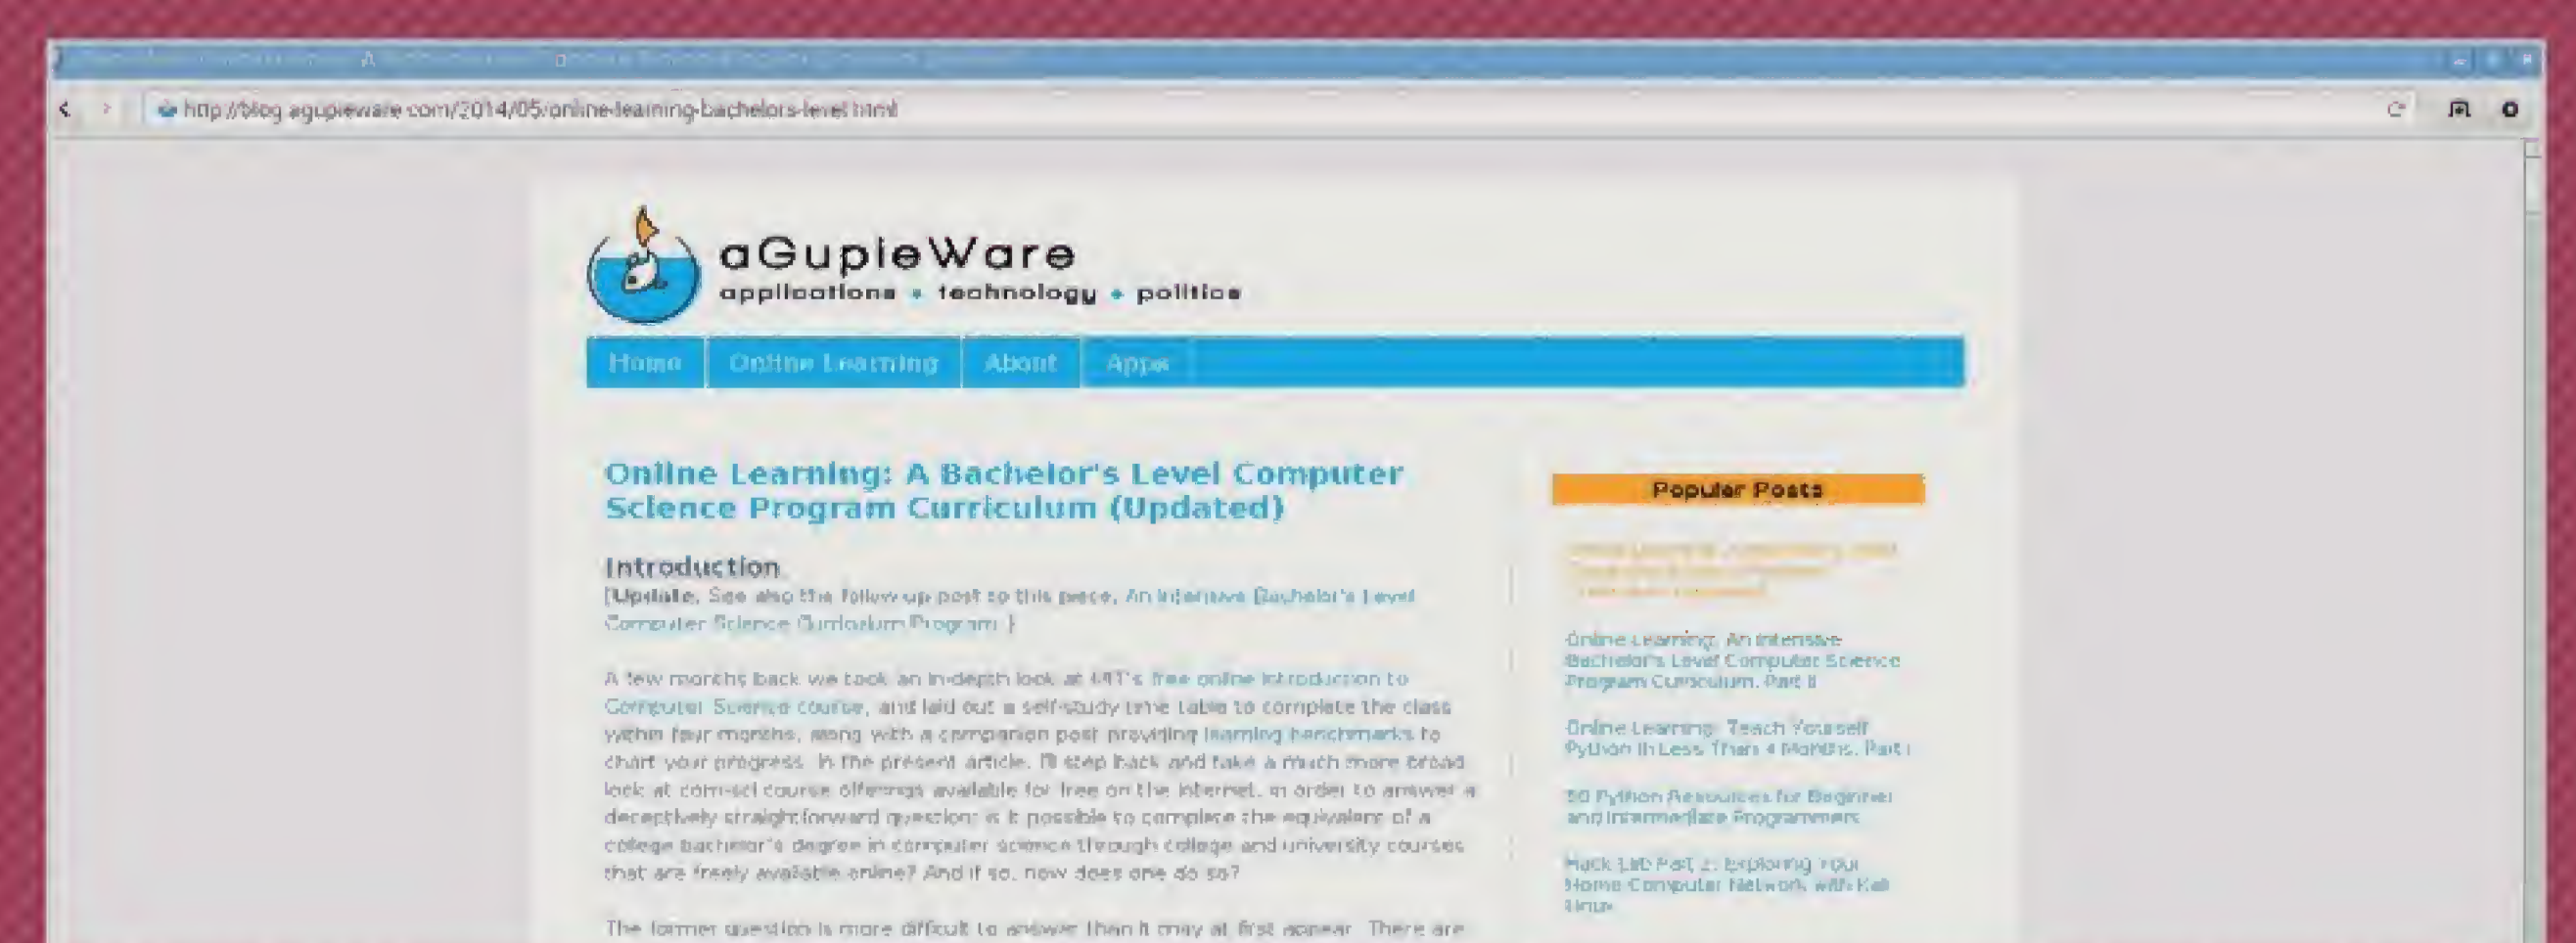 http://blog.agupieware.com/2014/05/online-learning-bachelors-level.html
aGupieWare
applications • technology • politics
Home Online Learning About Apps
Online Learning: A Bachelor's Level Computer
Science Program Curriculum (Updated)
Introduction
[Update: See also the follow up post to this piece, An Intensive Bachelor's Level
Computer Science Curriculum Program.]
A few months back we took an in-depth look at MIT's free online Introduction to
Computer Science course, and laid out a self-study time table to complete the class
within four months, along with a companion post providing learning benchmarks to
chart your progress. In the present article, I'll step back and take a much more broad
look at com-sci course offerings available for free on the internet, in order to answer a
deceptively straightforward question: is it possible to complete the equivalent of a
college bachelor's degree in computer science through college and university courses
that are freely available online? And if so, how does one do so?
The former question is more difficult to answer than it may at first appear. There are
Popular Posts
Online Learning: An Intensive
Bachelor's Level Computer Science
Program Curriculum, Part II
Online Learning: Teach Yourself
Python in Less Than 4 Months, Part I
50 Python Resources for Beginner
and Intermediate Programmers
Hack Lab Part 2: Exploring Your
Home Computer Network with Kali
Linux